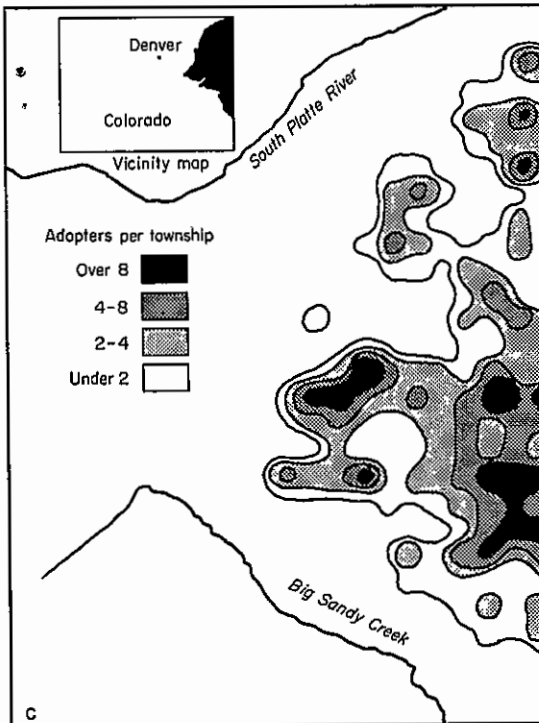 Denver
Colorado
Vicinity map
South Platte River
Adopters per township
Over 8
4-8
2-4
Under 2
Big Sandy Creek
C